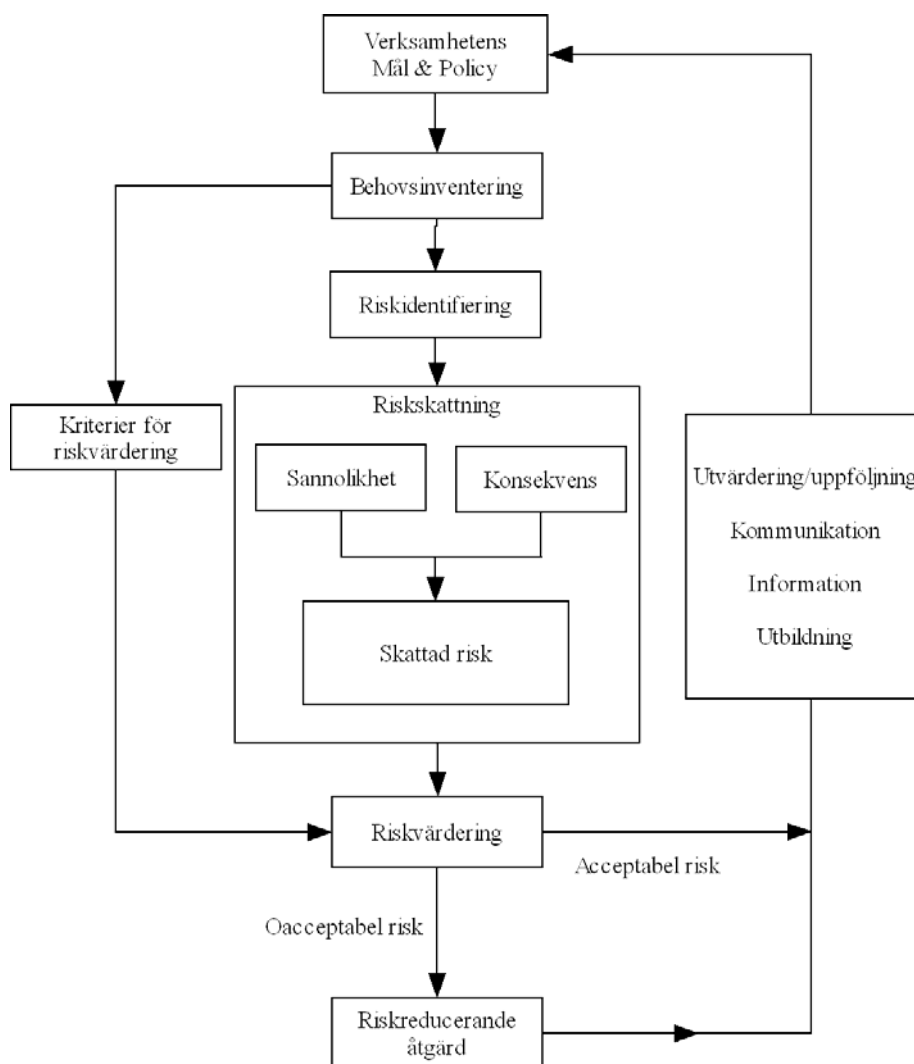 Verksamhetens
Mål & Policy
Behovsinventering
Riskidentifiering
Riskskattning
Kriterier för
riskvärdering
Sannolikhet
Konsekvens
Utvärdering/uppföljning
Kommunikation
Information
Utbildning
Skattad risk
Riskvärdering
Acceptabel risk
Oacceptabel risk
Riskreducerande
åtgärd